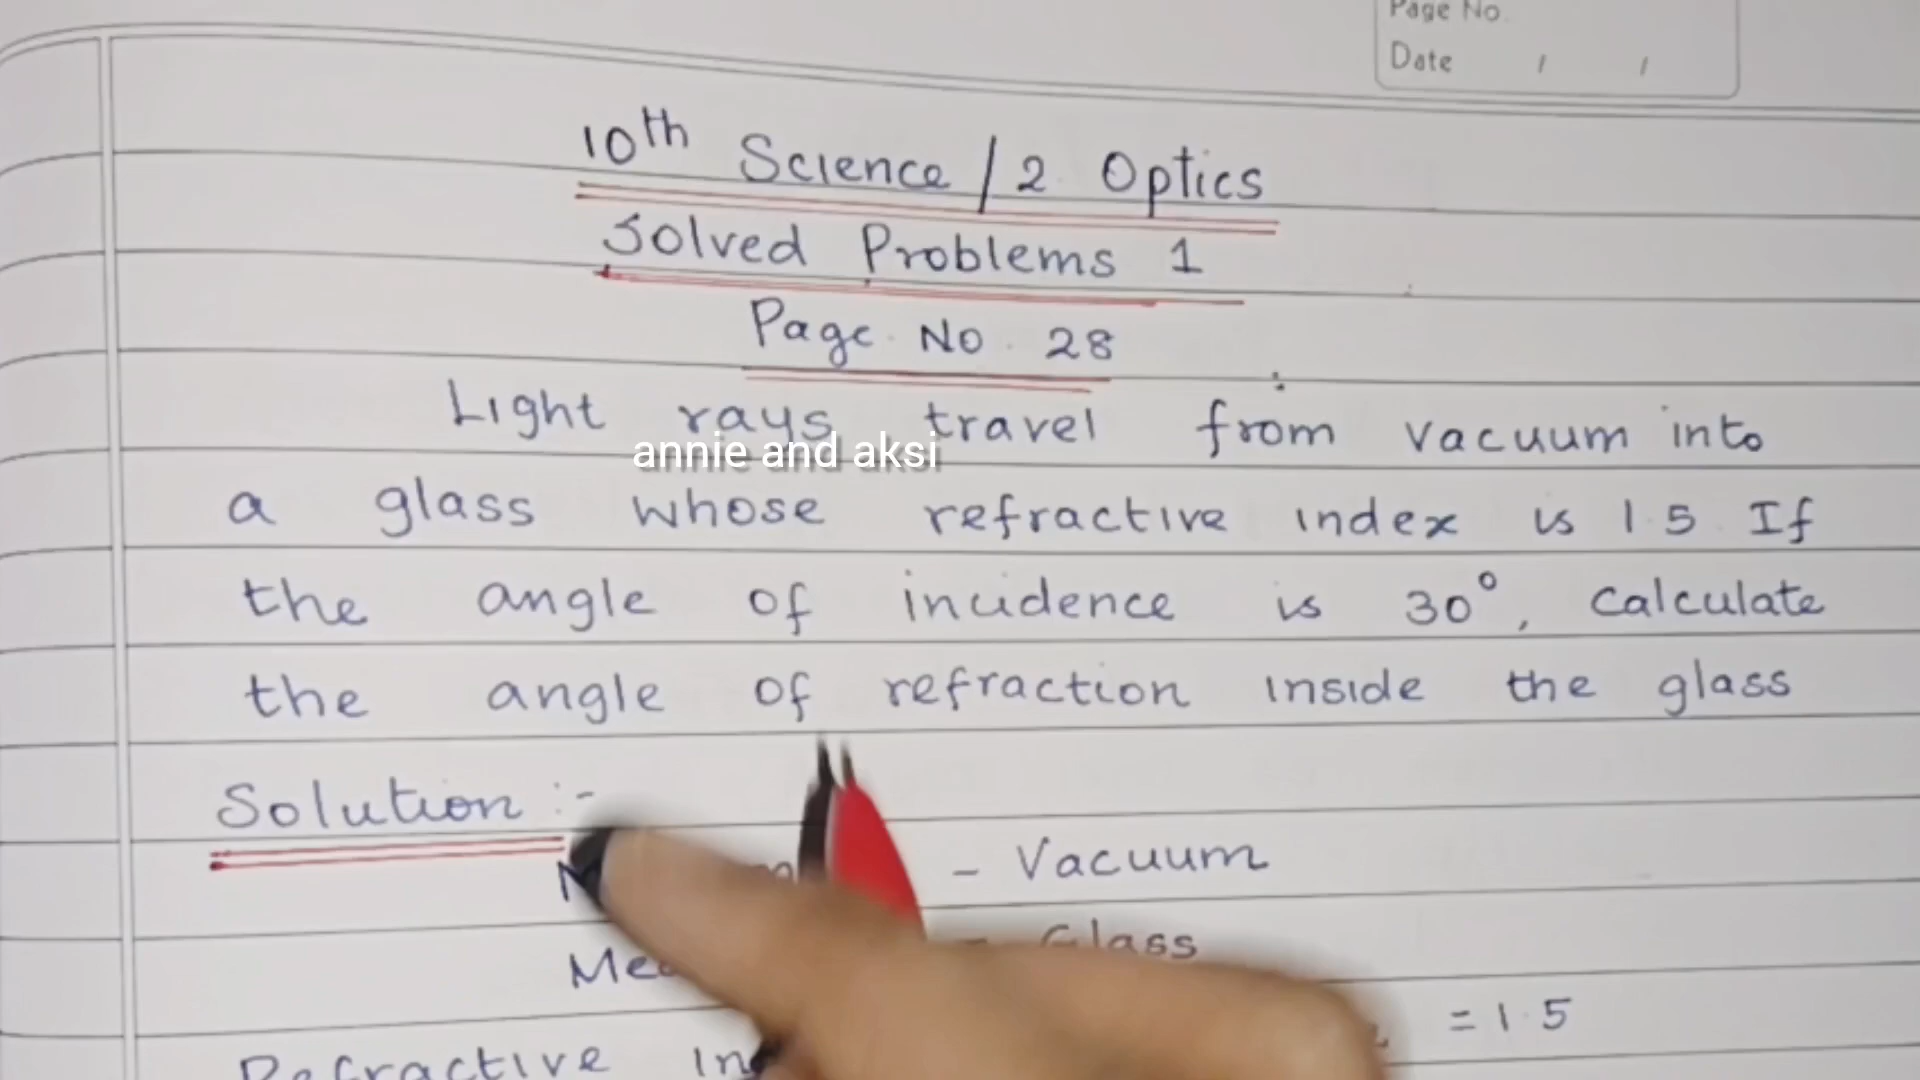 Page No.
Date / /
10th Science / 2 Optics
Solved Problems 1
Page No. 28
Light rays travel from vacuum into
annie and aksi
a glass whose refractive index is 1.5 If
the angle of incidence is 30°, calculate
the angle of refraction inside the glass
Solution :-
- Vacuum
- Glass
= 1.5
Refractive